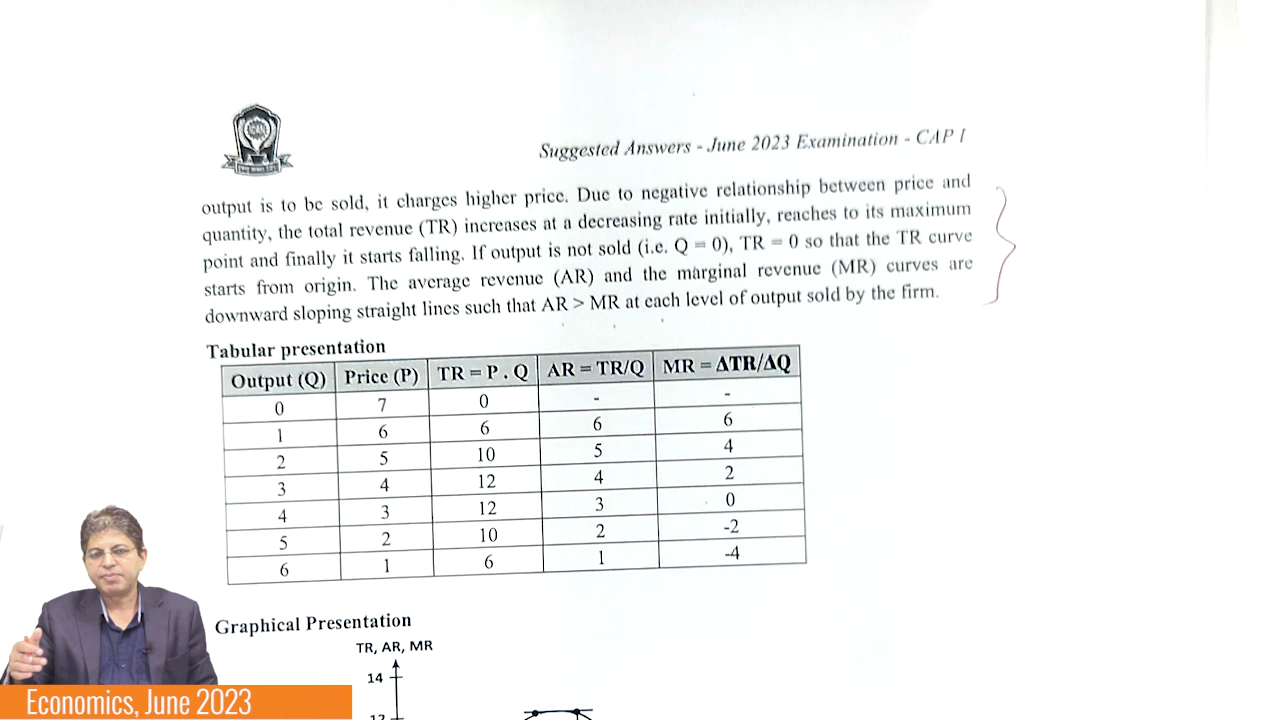 Suggested Answers - June 2023 Examination - CAP I
output is to be sold, it charges higher price. Due to negative relationship between price and
quantity, the total revenue (TR) increases at a decreasing rate initially, reaches to its maximum
point and finally it starts falling. If output is not sold (i.e. Q = 0), TR = 0 so that the TR curve
starts from origin. The average revenue (AR) and the marginal revenue (MR) curves are
downward sloping straight lines such that AR > MR at each level of output sold by the firm.
Tabular presentation
Output (Q) Price (P) TR = P . Q AR = TR/Q MR = ΔTR/ΔQ
0 7 0 - -
1 6 6 6 6
2 5 10 5 4
3 4 12 4 2
4 3 12 3 0
5 2 10 2 -2
6 1 6 1 -4
Graphical Presentation
TR, AR, MR
14
12
Economics, June 2023